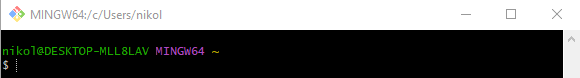 MINGW64:/c/Users/nikol
nikol@DESKTOP-MLL8LAV MINGW64 ~
$